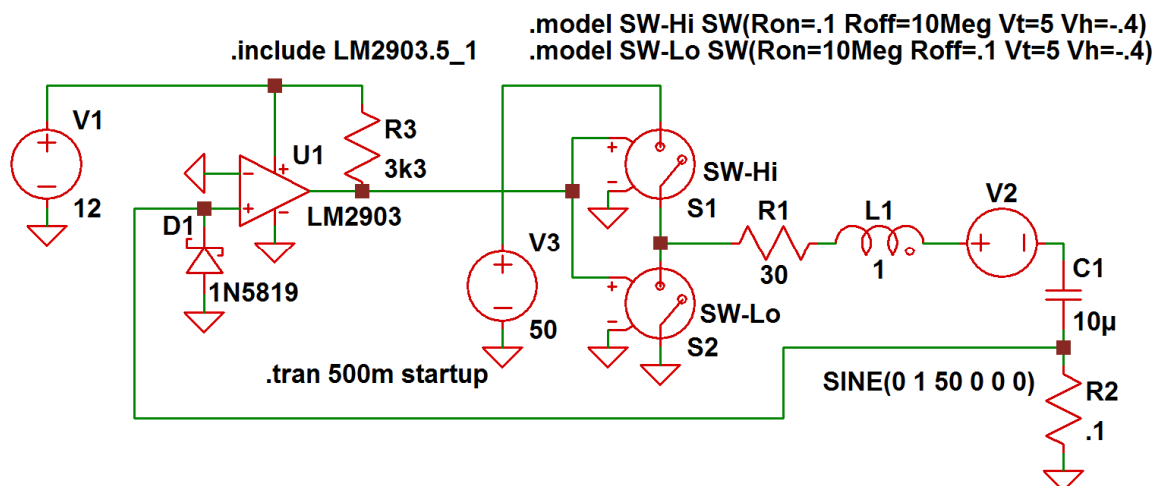 .model SW-Hi SW(Ron=.1 Roff=10Meg Vt=5 Vh=-.4)
.include LM2903.5_1
.model SW-Lo SW(Ron=10Meg Roff=.1 Vt=5 Vh=-.4)
V1
12
R3
3k3
U1
LM2903
D1
1N5819
V3
50
SW-Hi
S1
SW-Lo
S2
R1
30
L1
1
V2
C1
10µ
.tran 500m startup
SINE(0 1 50 0 0 0)
R2
.1